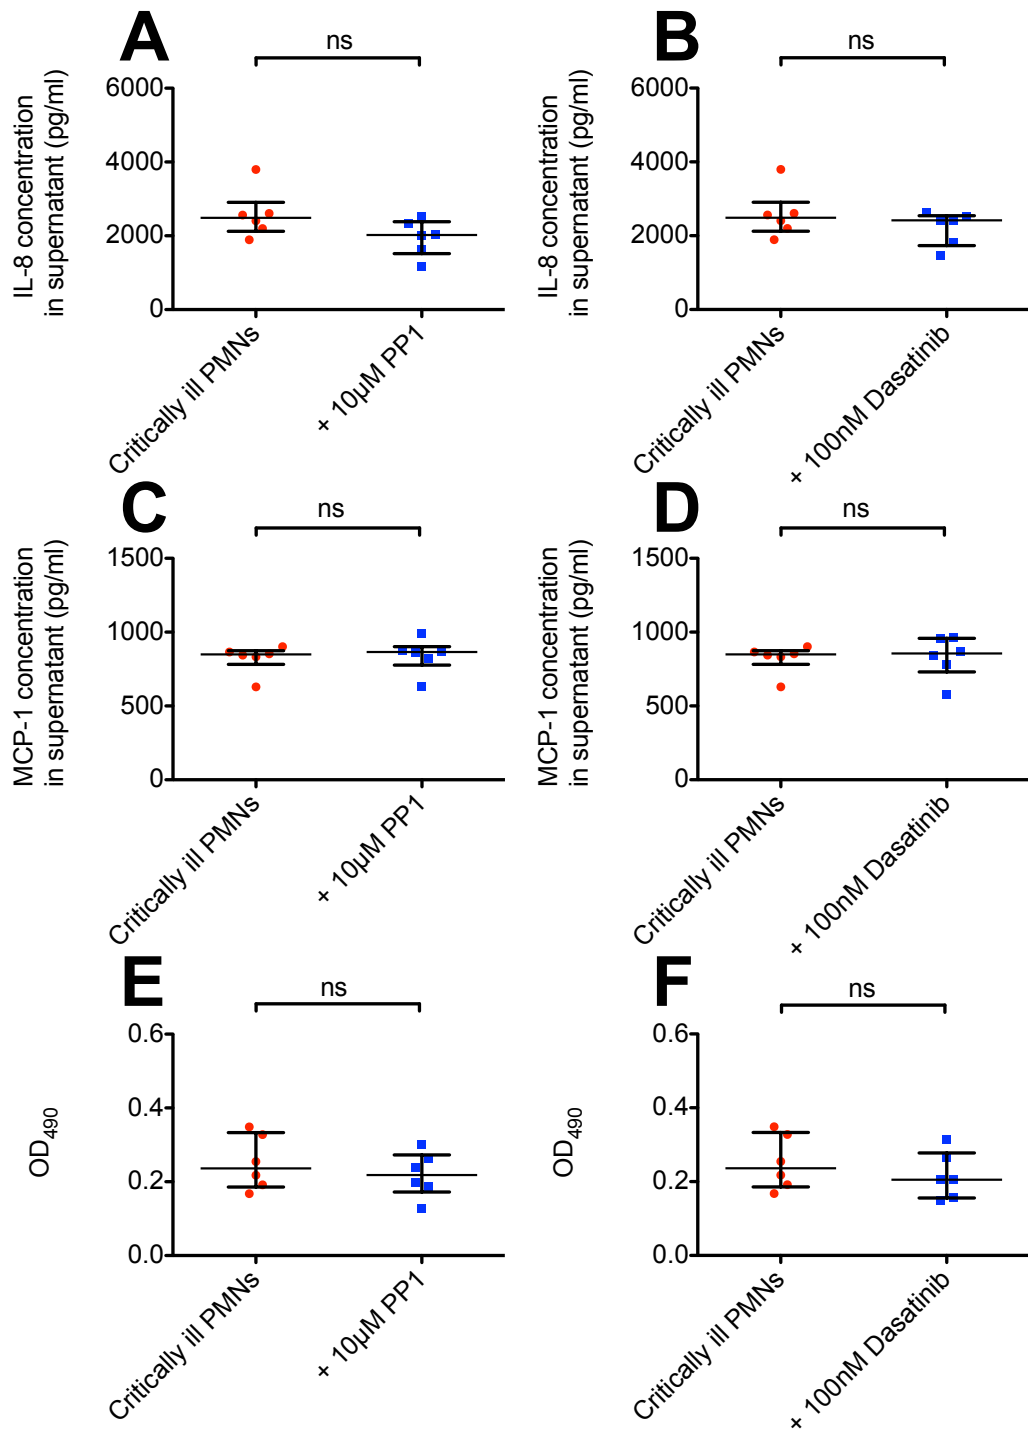 A
ns
IL-8 concentration
in supernatant (pg/ml)
6000
4000
2000
0
Critically ill PMNs
+ 10µM PP1
B
ns
IL-8 concentration
in supernatant (pg/ml)
6000
4000
2000
0
Critically ill PMNs
+ 100nM Dasatinib
C
ns
MCP-1 concentration
in supernatant (pg/ml)
1500
1000
500
0
Critically ill PMNs
+ 10µM PP1
D
ns
MCP-1 concentration
in supernatant (pg/ml)
1500
1000
500
0
Critically ill PMNs
+ 100nM Dasatinib
E
ns
OD490
0.6
0.4
0.2
0.0
Critically ill PMNs
+ 10µM PP1
F
ns
OD490
0.6
0.4
0.2
0.0
Critically ill PMNs
+ 100nM Dasatinib